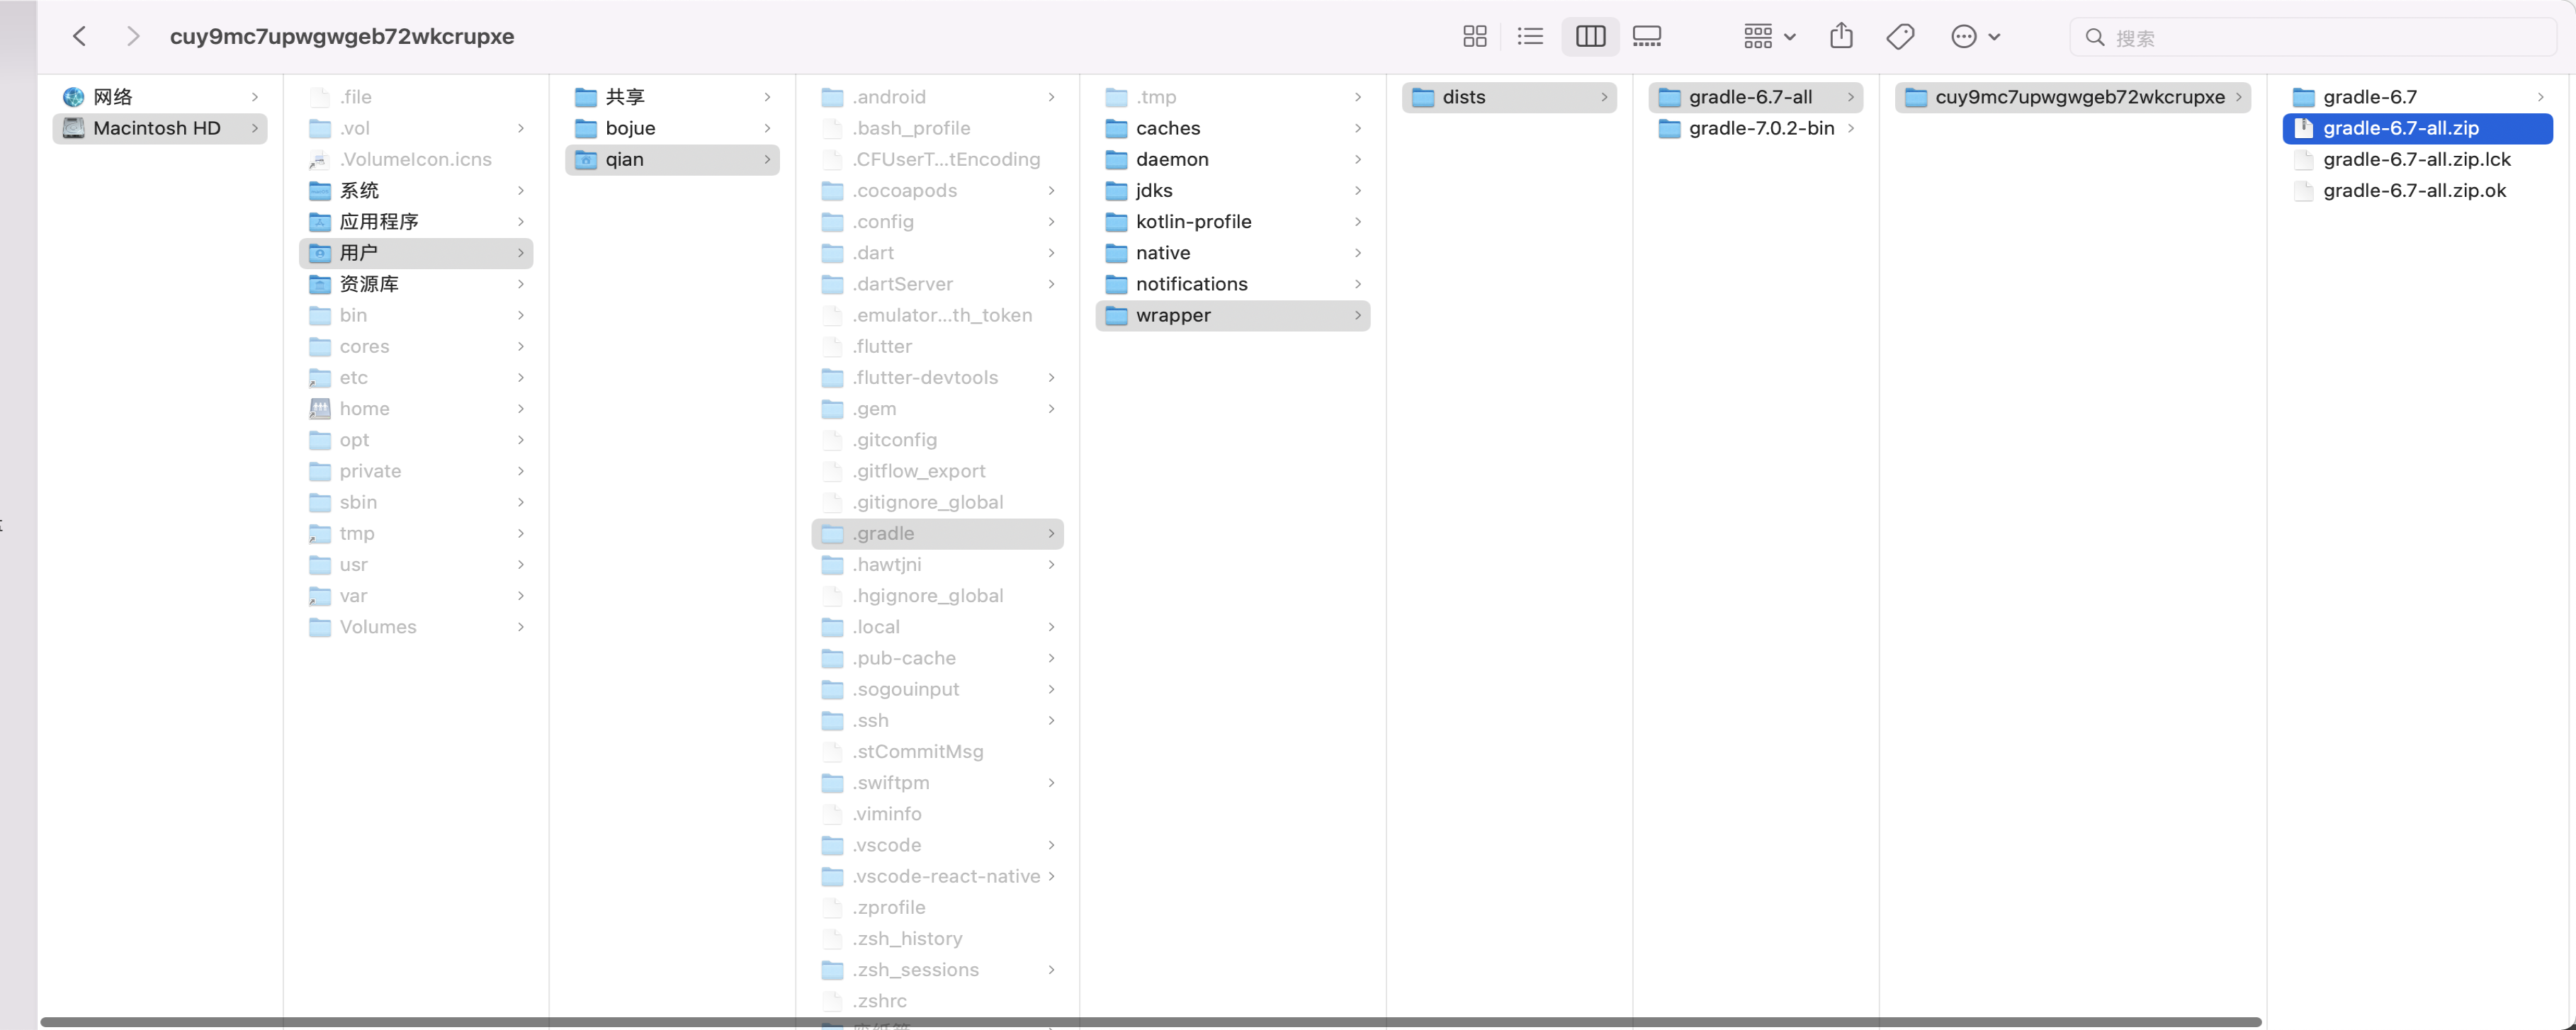 cuy9mc7upwgwgeb72wkcrupxe
搜索
网络
Macintosh HD
.file
.vol
.VolumeIcon.icns
系统
应用程序
用户
资源库
bin
cores
etc
home
opt
private
sbin
tmp
usr
var
Volumes
共享
bojue
qian
.android
.bash_profile
.CFUserT...tEncoding
.cocoapods
.config
.dart
.dartServer
.emulator...th_token
.flutter
.flutter-devtools
.gem
.gitconfig
.gitflow_export
.gitignore_global
.gradle
.hawtjni
.hgignore_global
.local
.pub-cache
.sogouinput
.ssh
.stCommitMsg
.swiftpm
.viminfo
.vscode
.vscode-react-native
.zprofile
.zsh_history
.zsh_sessions
.zshrc
.tmp
caches
daemon
jdks
kotlin-profile
native
notifications
wrapper
dists
gradle-6.7-all
gradle-7.0.2-bin
cuy9mc7upwgwgeb72wkcrupxe
gradle-6.7
gradle-6.7-all.zip
gradle-6.7-all.zip.lck
gradle-6.7-all.zip.ok